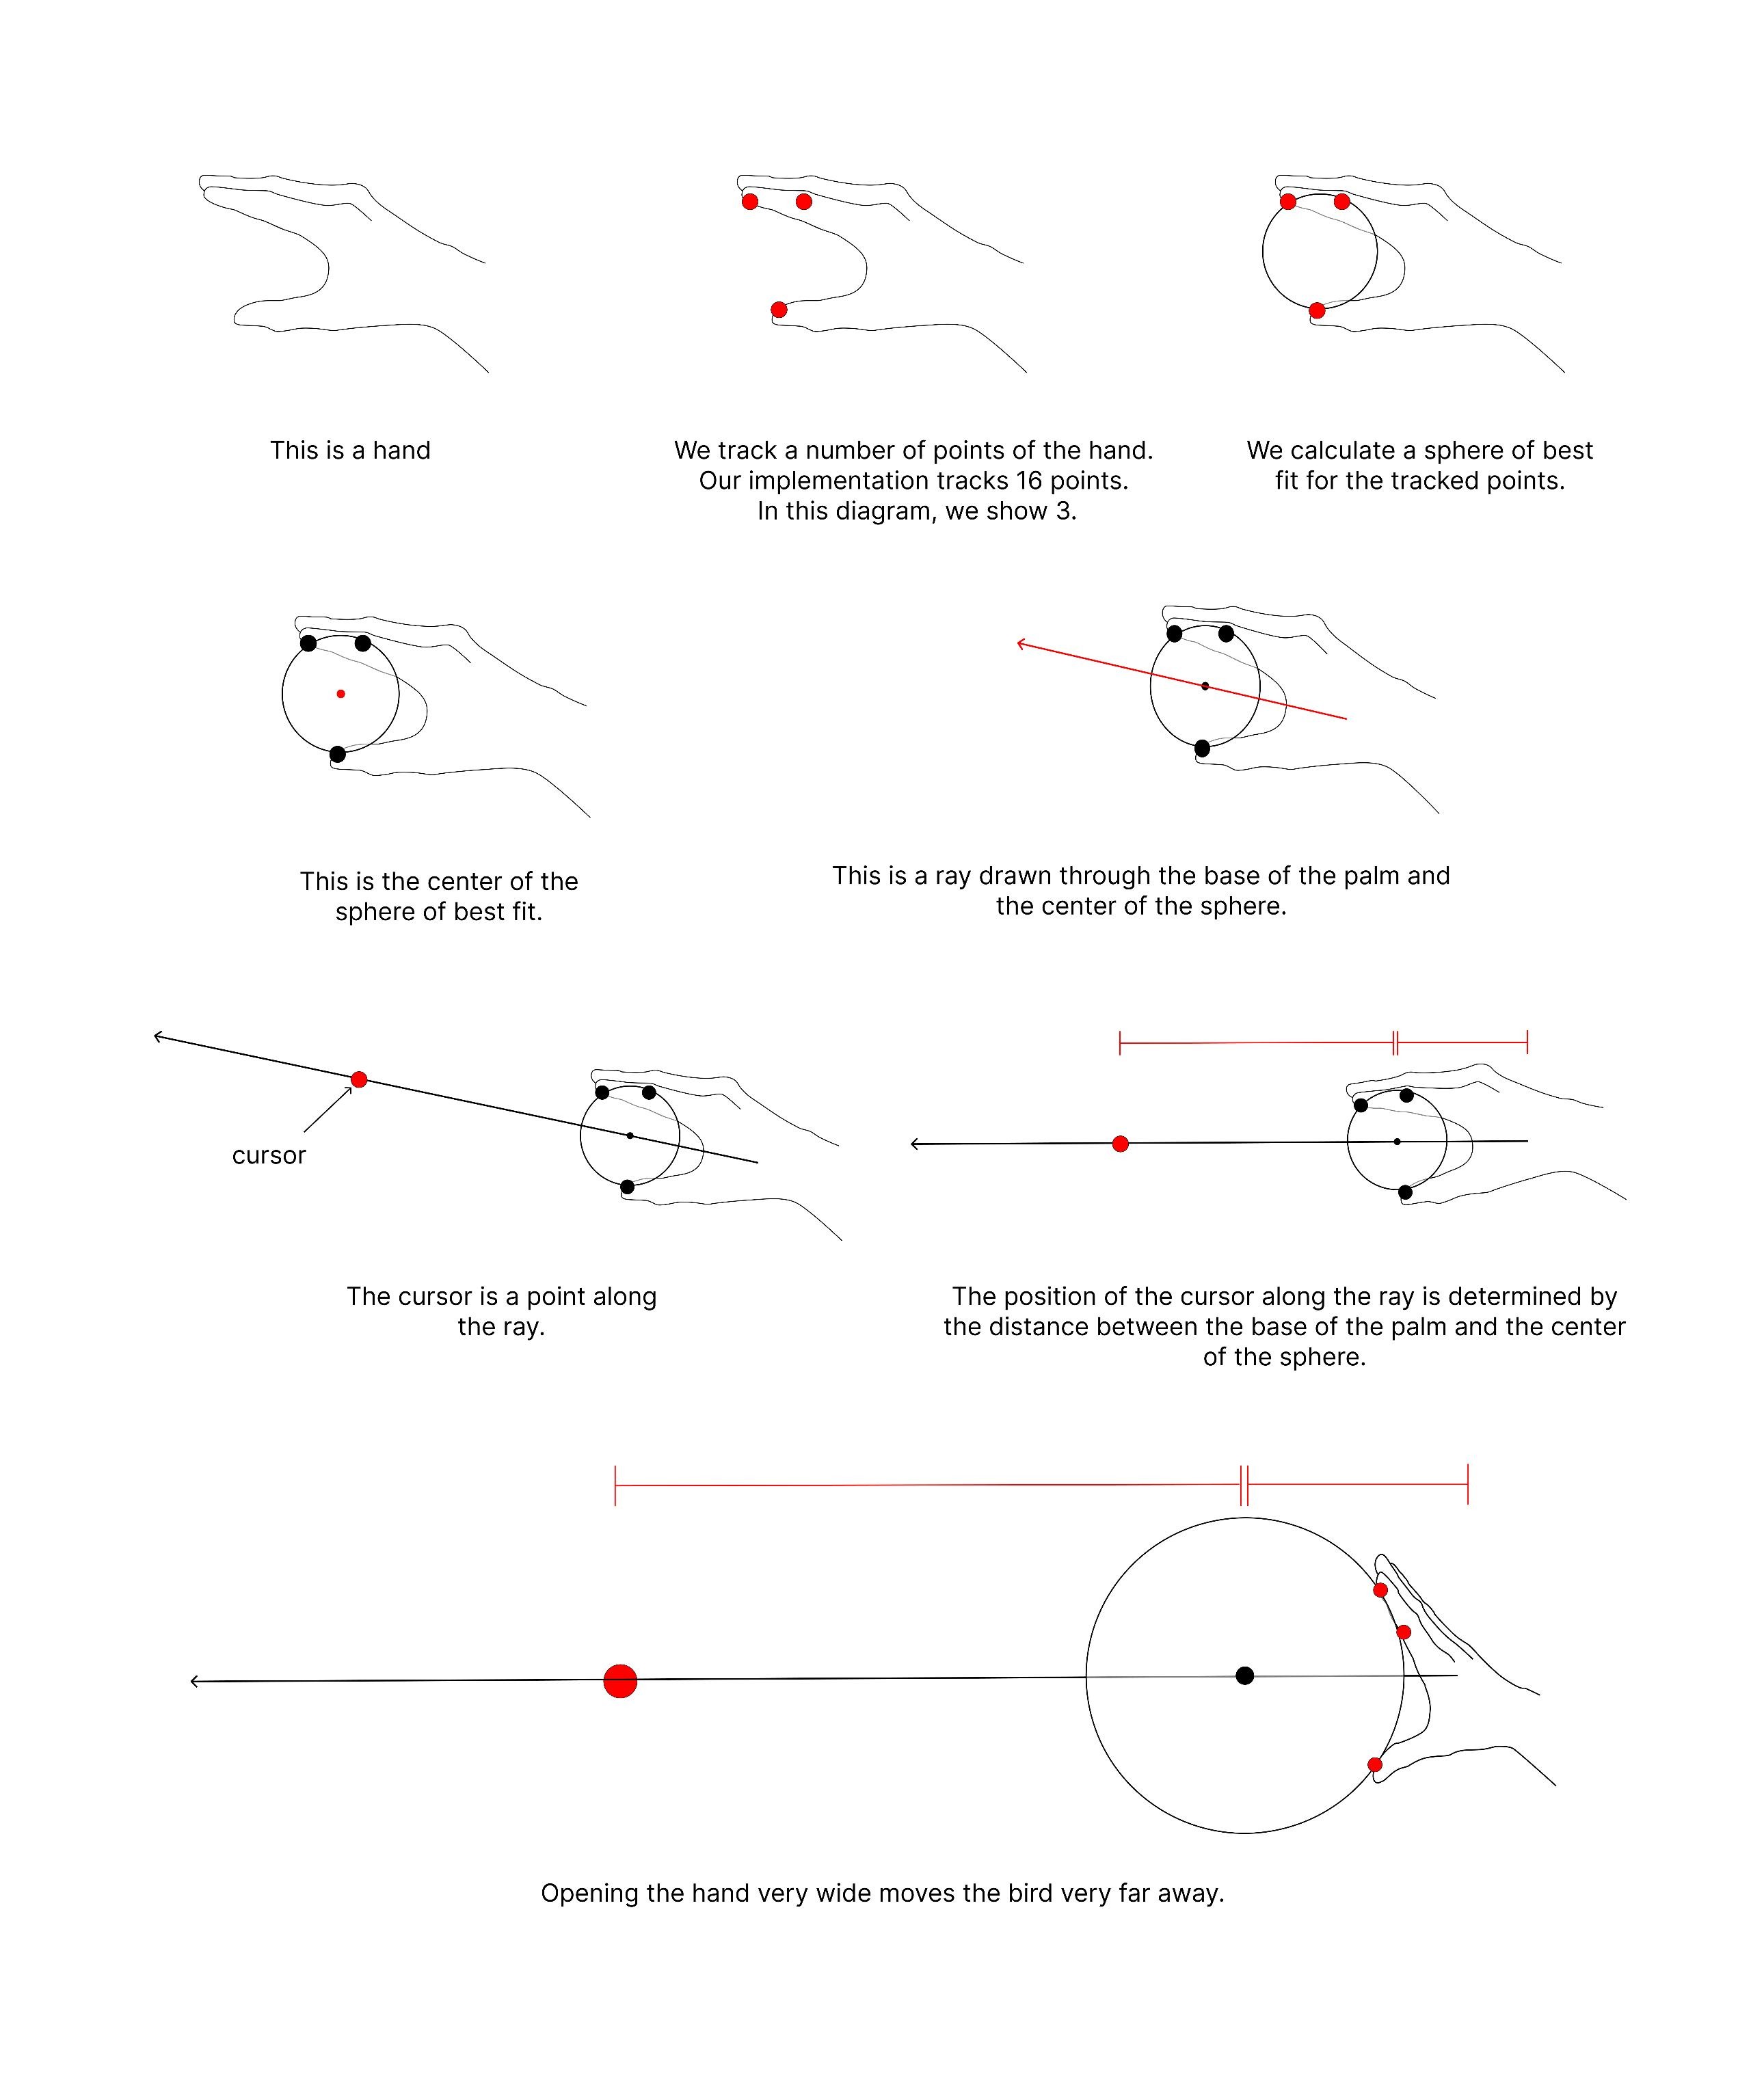 This is a hand
We track a number of points of the hand.
Our implementation tracks 16 points.
In this diagram, we show 3.
We calculate a sphere of best
fit for the tracked points.
This is the center of the
sphere of best fit.
This is a ray drawn through the base of the palm and
the center of the sphere.
cursor
The cursor is a point along
the ray.
The position of the cursor along the ray is determined by
the distance between the base of the palm and the center
of the sphere.
Opening the hand very wide moves the bird very far away.